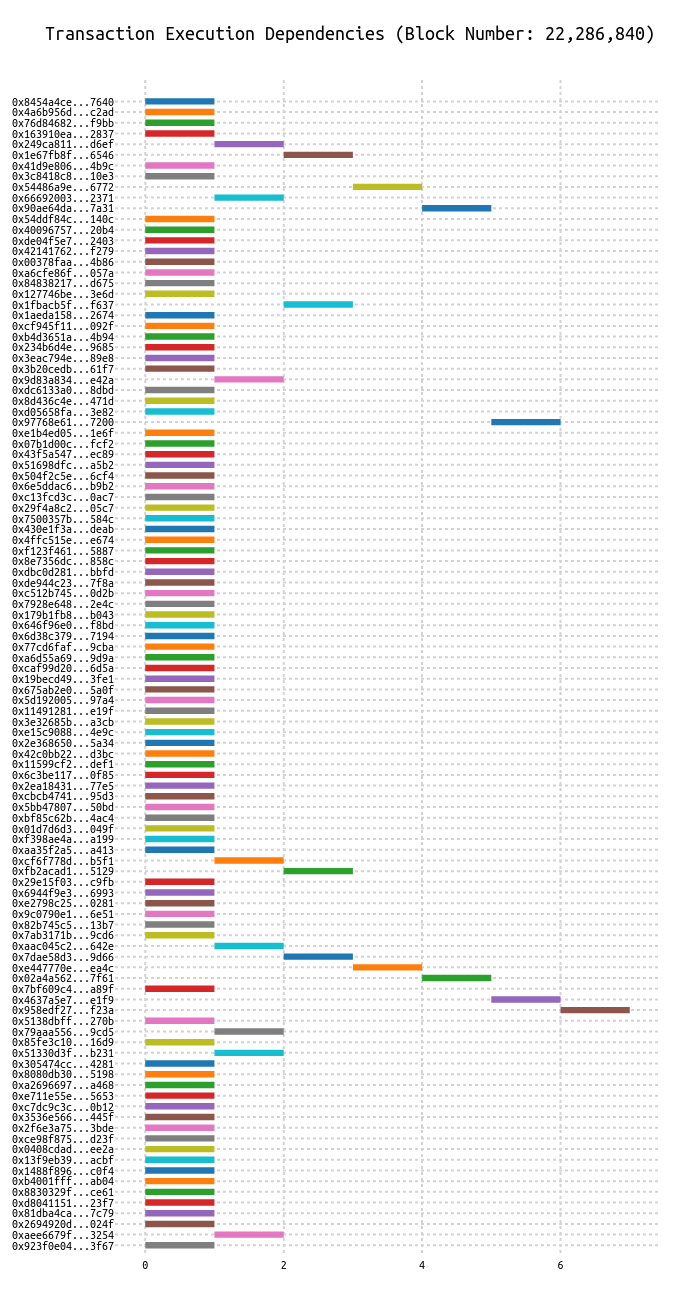 Transaction Execution Dependencies (Block Number: 22,286,840)
0x8454a4ce...7640
0x4a6b956d...c2ad
0x76d84682...f9bb
0x163910ea...2837
0x249ca811...d6ef
0x1e67fb8f...6546
0x41d9e806...4b9c
0x3c8418c8...10e3
0x54486a9e...6772
0x66692003...2371
0x90ae64da...7a31
0x54ddf84c...140c
0x40096757...20b4
0xde04f5e7...2403
0x42141762...f279
0x00378faa...4b86
0xa6cfe86f...057a
0x84838217...d675
0x127746be...3e6d
0x1fbacb5f...f637
0x1aeda158...2674
0xcf945f11...092f
0xb4d3651a...4b94
0x234b6d4e...9685
0x3eac794e...89e8
0x3b20cedb...61f7
0x9d83a834...e42a
0xdc6133a0...8dbd
0x8d436c4e...471d
0xd05658fa...3e82
0x97768e61...7200
0xe1b4ed05...1e6f
0x07b1d00c...fcf2
0x43f5a547...ec89
0x51698dfc...a5b2
0x504f2c5e...6cf4
0x6e5ddac6...b9b2
0xc13fcd3c...0ac7
0x29f4a8c2...05c7
0x7500357b...584c
0x430e1f3a...deab
0x4ffc515e...e674
0xf123f461...5887
0x8e7356dc...858c
0xdbc0d281...bbfd
0xde944c23...7f8a
0xc512b745...0d2b
0x7928e648...2e4c
0x179b1fb8...b043
0x646f96e0...f8bd
0x6d38c379...7194
0x77cd6faf...9cba
0xa6d55a69...9d9a
0xcaf99d20...6d5a
0x19becd49...3fe1
0x675ab2e0...5a0f
0x5d192005...97a4
0x11491281...e19f
0x3e32685b...a3cb
0xe15c9088...4e9c
0x2e368650...5a34
0x42c0bb22...d3bc
0x11599cf2...def1
0x6c3be117...0f85
0x2ea18431...77e5
0xcbcb4741...95d3
0x5bb47807...50bd
0xbf85c62b...4ac4
0x01d7d6d3...049f
0xf398ae4a...a199
0xaa35f2a5...a413
0xcf6f778d...b5f1
0xfb2acad1...5129
0x29e15f03...c9fb
0x6944f9e3...6993
0xe2798c25...0281
0x9c0790e1...6e51
0x82b745c5...13b7
0x7ab3171b...9cd6
0xaac045c2...642e
0x7dae58d3...9d66
0xe447770e...ea4c
0x02a4a562...7f61
0x7bf609c4...a89f
0x4637a5e7...e1f9
0x958edf27...f23a
0x5138dbff...270b
0x79aaa556...9cd5
0x85fe3c10...16d9
0x51330d3f...b231
0x305474cc...4281
0x8080db30...5198
0xa2696697...a468
0xe711e55e...5653
0xc7dc9c3c...0b12
0x3536e566...445f
0x2f6e3a75...3bde
0xce98f875...d23f
0x0408cdad...ee2a
0x13f9eb39...acbf
0x1488f896...c0f4
0xb4001fff...ab04
0x8830329f...ce61
0xd8041151...23f7
0x81dba4ca...7c79
0x2694920d...024f
0xaee6679f...3254
0x923f0e04...3f67
0 2 4 6